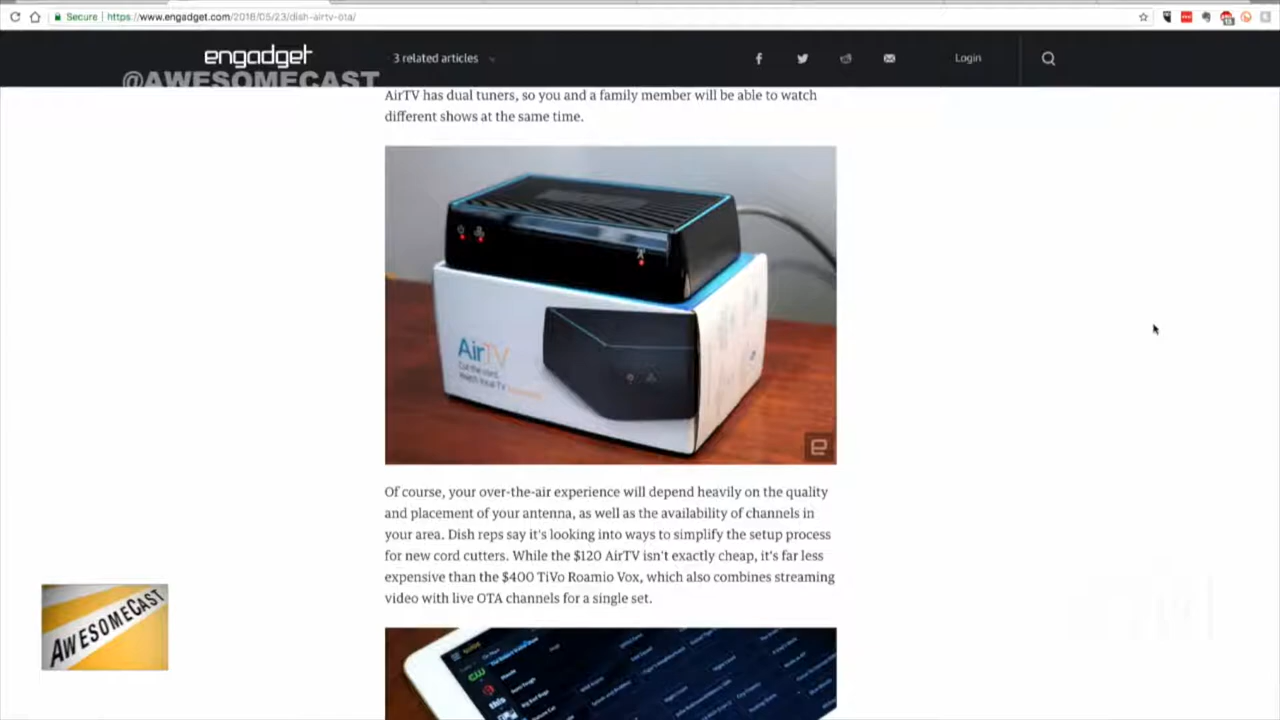 Secure | https://www.engadget.com/2018/05/23/dish-airtv-ota/
engadget
3 related articles
Login
@AWESOMECAST
AirTV has dual tuners, so you and a family member will be able to watch
different shows at the same time.
AirTV
Cut the cord.
Watch local TV
Of course, your over-the-air experience will depend heavily on the quality
and placement of your antenna, as well as the availability of channels in
your area. Dish reps say it's looking into ways to simplify the setup process
for new cord cutters. While the $120 AirTV isn't exactly cheap, it's far less
expensive than the $400 TiVo Roamio Vox, which also combines streaming
video with live OTA channels for a single set.
AWESOMECAST
CW
this